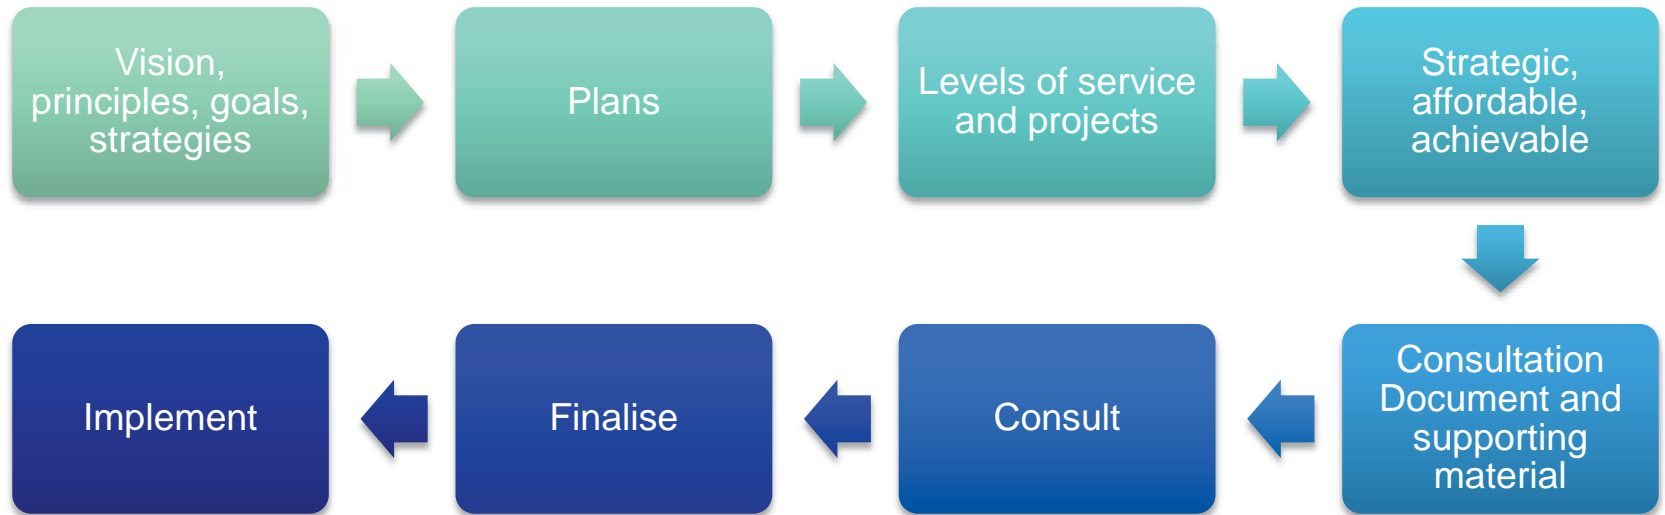 Vision,
principles, goals,
strategies
Plans
Levels of service
and projects
Strategic,
affordable,
achievable
Consultation
Document and
supporting
material
Consult
Finalise
Implement